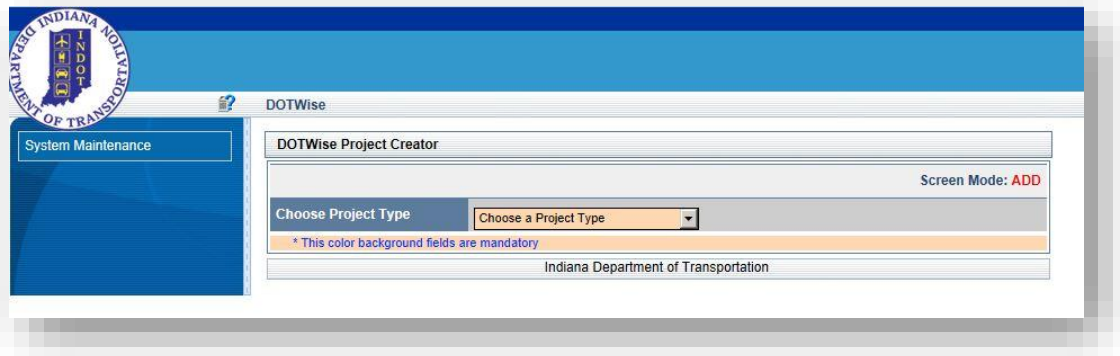 INDIANA DEPARTMENT OF TRANSPORTATION
INDOT
DOTWise
System Maintenance
DOTWise Project Creator
Screen Mode: ADD
Choose Project Type
Choose a Project Type
* This color background fields are mandatory
Indiana Department of Transportation